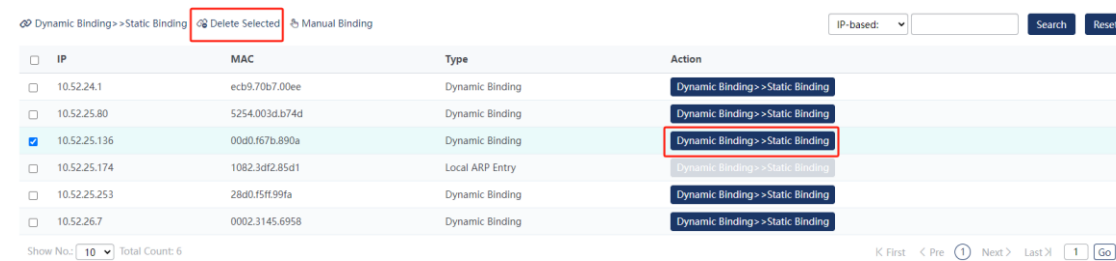 Dynamic Binding>>Static Binding Delete Selected Manual Binding IP-based: Search Reset
IP MAC Type Action
10.52.24.1 ecb9.70b7.00ee Dynamic Binding Dynamic Binding>>Static Binding
10.52.25.80 5254.003d.b74d Dynamic Binding Dynamic Binding>>Static Binding
10.52.25.136 00d0.f67b.890a Dynamic Binding Dynamic Binding>>Static Binding
10.52.25.174 1082.3df2.85d1 Local ARP Entry Dynamic Binding>>Static Binding
10.52.25.253 28d0.f5ff.99fa Dynamic Binding Dynamic Binding>>Static Binding
10.52.26.7 0002.3145.6958 Dynamic Binding Dynamic Binding>>Static Binding
Show No.: 10 Total Count: 6 First Pre 1 Next Last 1 Go